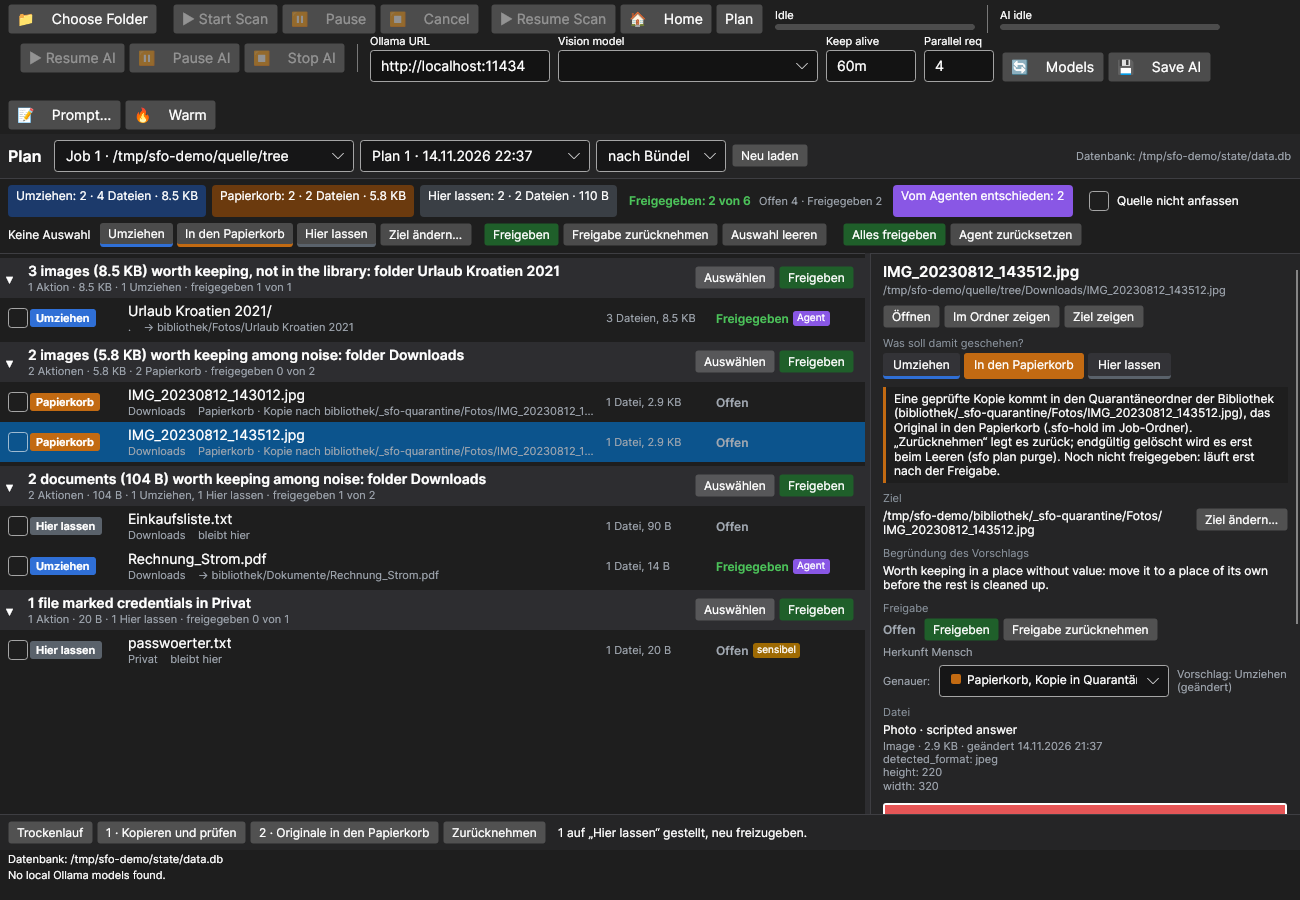 Choose Folder
Start Scan
Pause
Cancel
Resume Scan
Home
Plan
Idle
AI idle
Resume AI
Pause AI
Stop AI
Ollama URL
http://localhost:11434
Vision model
Keep alive
60m
Parallel req
4
Models
Save AI
Prompt...
Warm
Plan
Job 1 · /tmp/sfo-demo/quelle/tree
Plan 1 · 14.11.2026 22:37
nach Bündel
Neu laden
Datenbank: /tmp/sfo-demo/state/data.db
Umziehen: 2 · 4 Dateien · 8.5 KB
Papierkorb: 2 · 2 Dateien · 5.8 KB
Hier lassen: 2 · 2 Dateien · 110 B
Freigegeben: 2 von 6
Offen 4 · Freigegeben 2
Vom Agenten entschieden: 2
Quelle nicht anfassen
Keine Auswahl
Umziehen
In den Papierkorb
Hier lassen
Ziel ändern...
Freigeben
Freigabe zurücknehmen
Auswahl leeren
Alles freigeben
Agent zurücksetzen
3 images (8.5 KB) worth keeping, not in the library: folder Urlaub Kroatien 2021
1 Aktion · 8.5 KB · 1 Umziehen · freigegeben 1 von 1
Auswählen
Freigeben
Umziehen
Urlaub Kroatien 2021/
. → bibliothek/Fotos/Urlaub Kroatien 2021
3 Dateien, 8.5 KB
Freigegeben
Agent
2 images (5.8 KB) worth keeping among noise: folder Downloads
2 Aktionen · 5.8 KB · 2 Papierkorb · freigegeben 0 von 2
Auswählen
Freigeben
Papierkorb
IMG_20230812_143012.jpg
Downloads Papierkorb · Kopie nach bibliothek/_sfo-quarantine/Fotos/IMG_20230812_1...
1 Datei, 2.9 KB
Offen
Papierkorb
IMG_20230812_143512.jpg
Downloads Papierkorb · Kopie nach bibliothek/_sfo-quarantine/Fotos/IMG_20230812_1...
1 Datei, 2.9 KB
Offen
2 documents (104 B) worth keeping among noise: folder Downloads
2 Aktionen · 104 B · 1 Umziehen, 1 Hier lassen · freigegeben 1 von 2
Auswählen
Freigeben
Hier lassen
Einkaufsliste.txt
Downloads bleibt hier
1 Datei, 90 B
Offen
Umziehen
Rechnung_Strom.pdf
Downloads → bibliothek/Dokumente/Rechnung_Strom.pdf
1 Datei, 14 B
Freigegeben
Agent
1 file marked credentials in Privat
1 Aktion · 20 B · 1 Hier lassen · freigegeben 0 von 1
Auswählen
Freigeben
Hier lassen
passwoerter.txt
Privat bleibt hier
1 Datei, 20 B
Offen
sensibel
IMG_20230812_143512.jpg
/tmp/sfo-demo/quelle/tree/Downloads/IMG_20230812_143512.jpg
Öffnen
Im Ordner zeigen
Ziel zeigen
Was soll damit geschehen?
Umziehen
In den Papierkorb
Hier lassen
Eine geprüfte Kopie kommt in den Quarantäneordner der Bibliothek
(bibliothek/_sfo-quarantine/Fotos/IMG_20230812_143512.jpg), das
Original in den Papierkorb (.sfo-hold im Job-Ordner).
„Zurücknehmen“ legt es zurück; endgültig gelöscht wird es erst
beim Leeren (sfo plan purge). Noch nicht freigegeben: läuft erst
nach der Freigabe.
Ziel
/tmp/sfo-demo/bibliothek/_sfo-quarantine/Fotos/
IMG_20230812_143512.jpg
Ziel ändern...
Begründung des Vorschlags
Worth keeping in a place without value: move it to a place of its own
before the rest is cleaned up.
Freigabe
Offen
Freigeben
Freigabe zurücknehmen
Herkunft Mensch
Genauer:
Papierkorb, Kopie in Quarantä
Vorschlag: Umziehen
(geändert)
Datei
Photo · scripted answer
Image · 2.9 KB · geändert 14.11.2026 21:37
detected_format: jpeg
height: 220
width: 320
Trockenlauf
1 · Kopieren und prüfen
2 · Originale in den Papierkorb
Zurücknehmen
1 auf „Hier lassen“ gestellt, neu freizugeben.
Datenbank: /tmp/sfo-demo/state/data.db
No local Ollama models found.